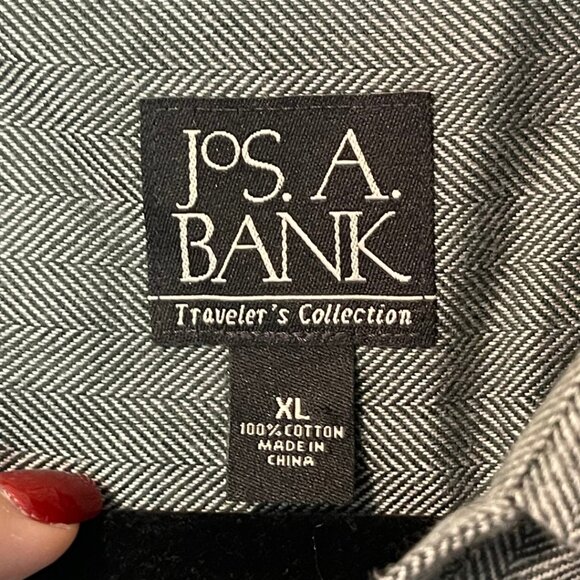 JOS. A.
BANK
Traveler's Collection
XL
100% COTTON
MADE IN
CHINA